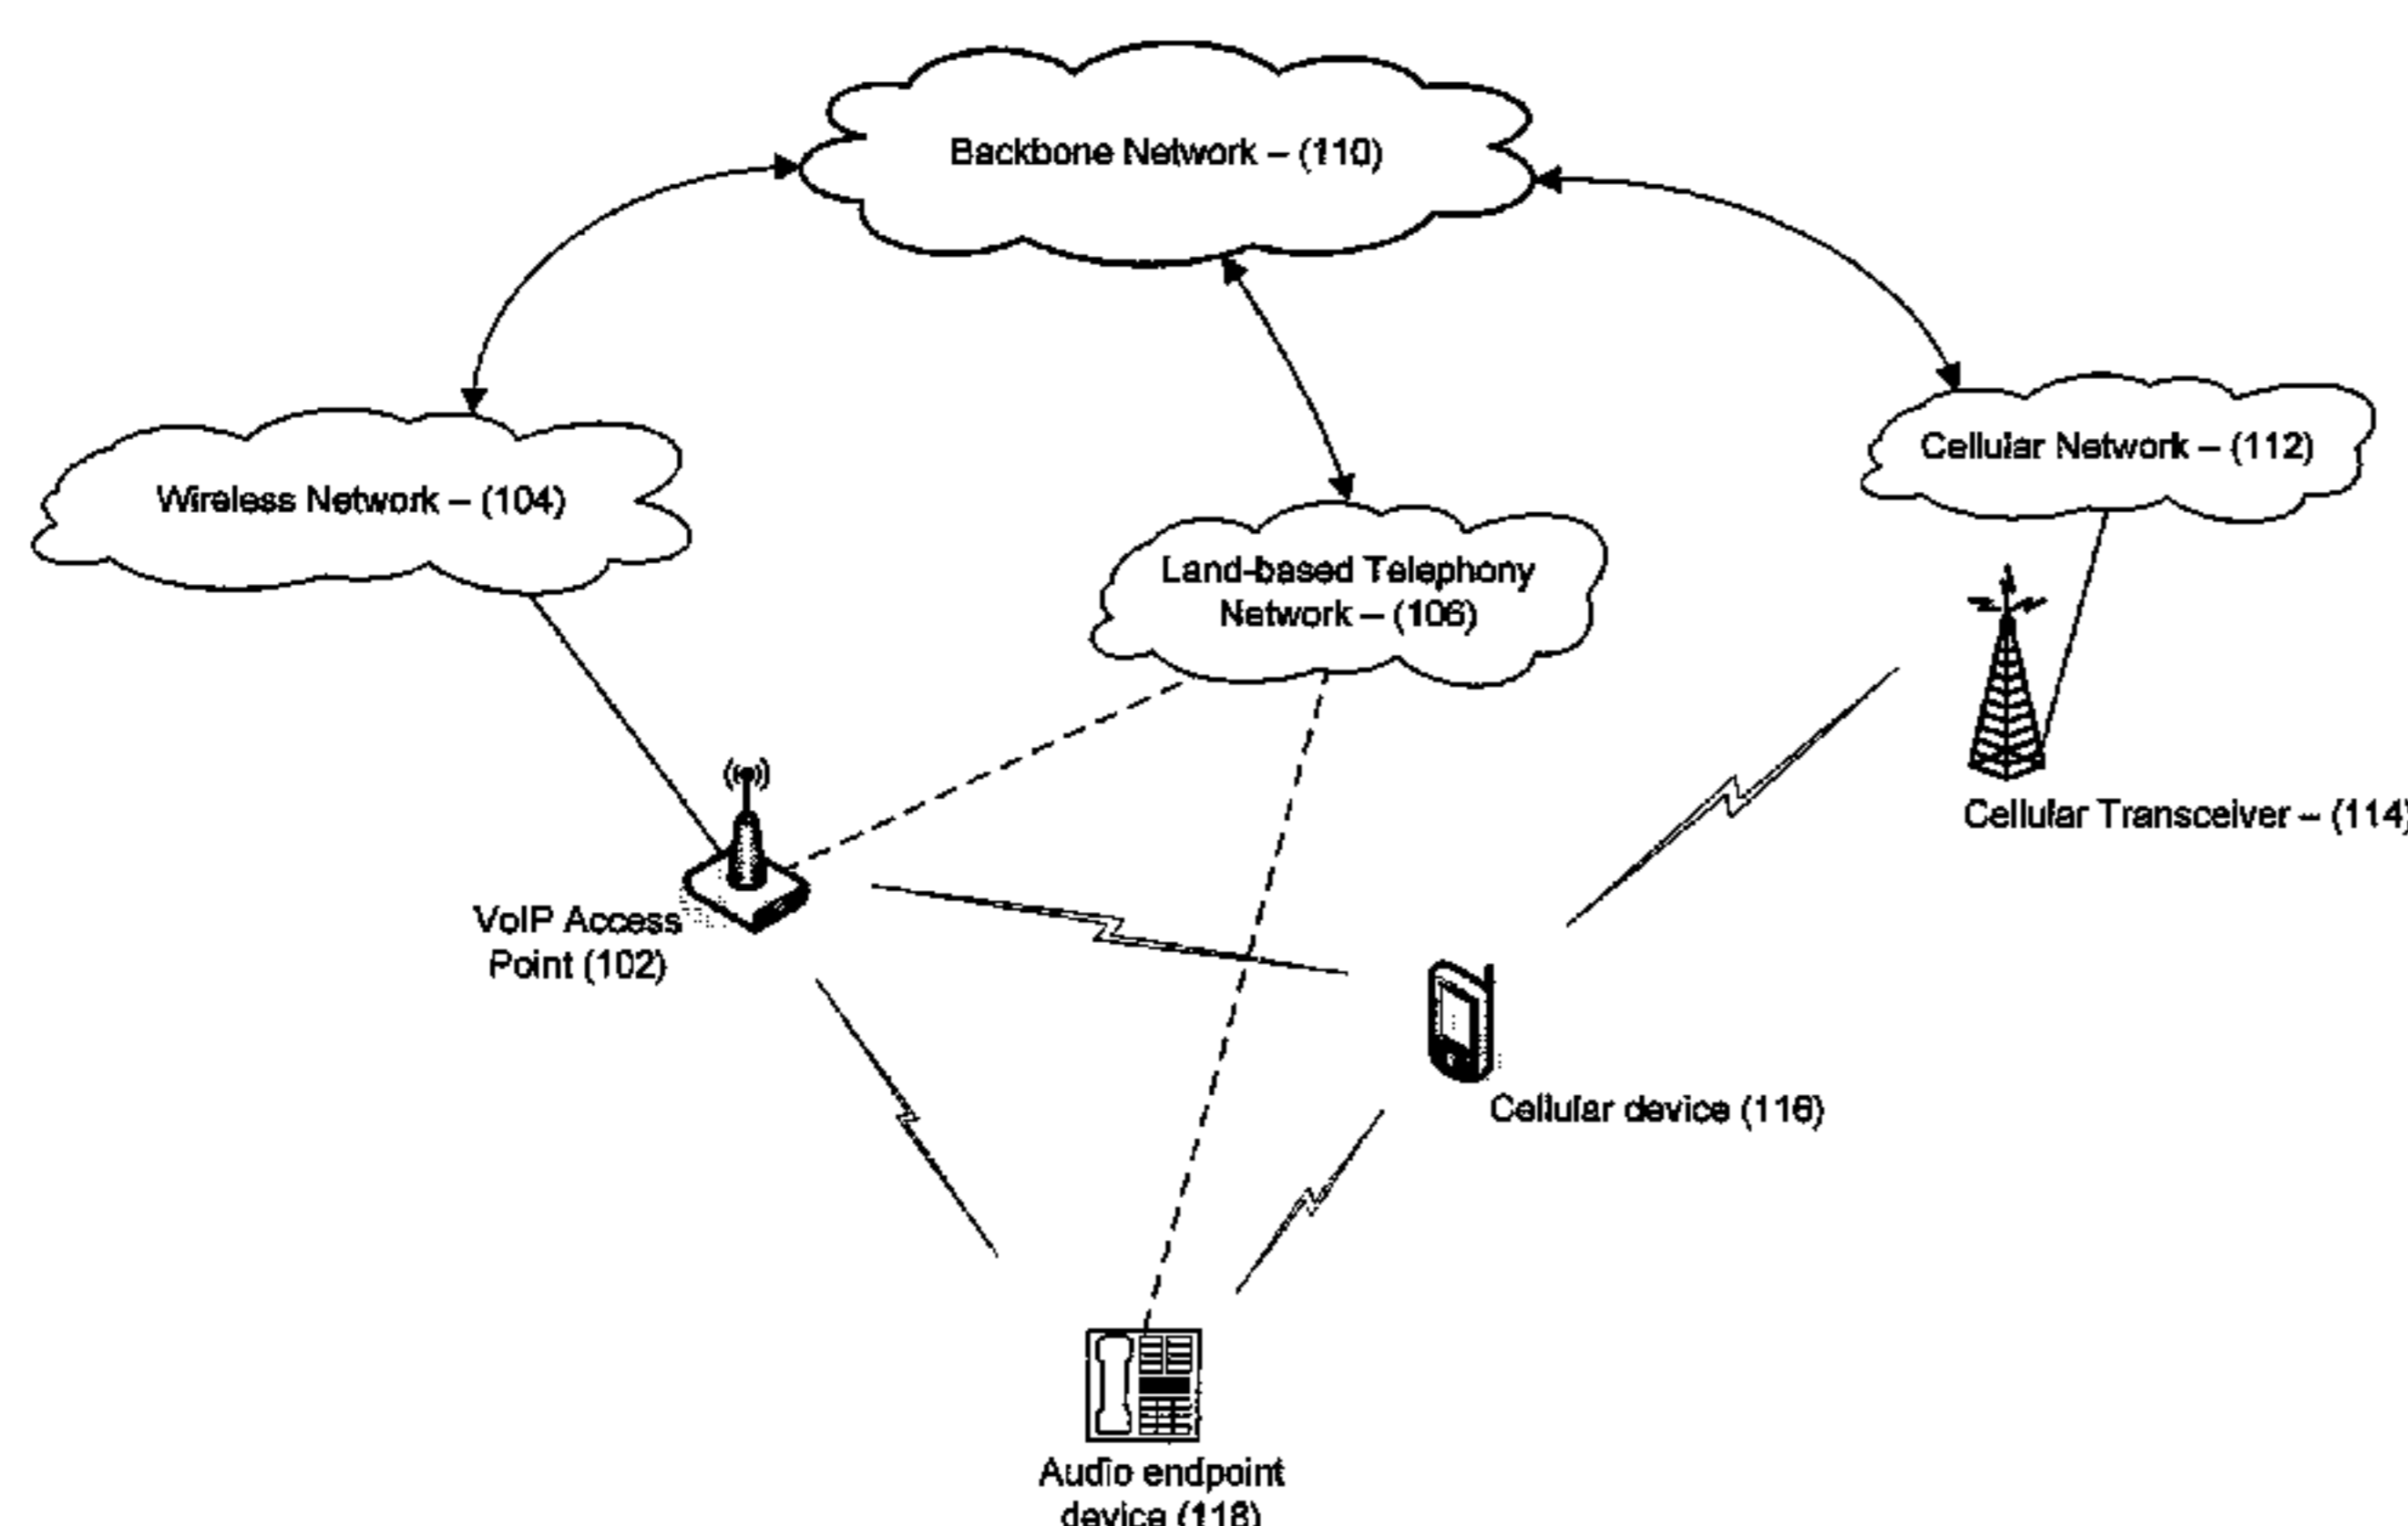 Backbone Network – (110)
Cellular Network – (112)
Wireless Network – (104)
Land-based Telephony
Network – (106)
Cellular Transceiver – (114)
VoIP Access
Point (102)
Cellular device (116)
Audio endpoint
device (118)